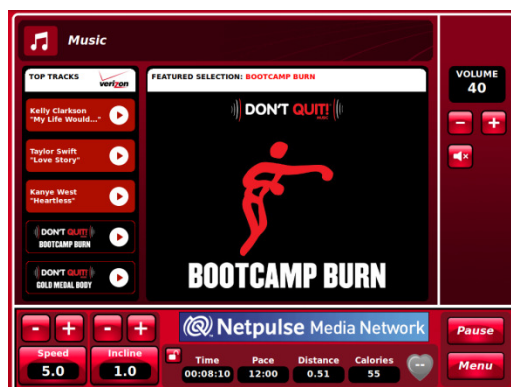 Music
TOP TRACKS
verizon
Kelly Clarkson
"My Life Would..."
Taylor Swift
"Love Story"
Kanye West
"Heartless"
DON'T QUIT!
BOOTCAMP BURN
DON'T QUIT!
GOLD MEDAL BODY
FEATURED SELECTION: BOOTCAMP BURN
DON'T QUIT!
MUSIC
BOOTCAMP BURN
VOLUME
40
- +
- + - +
Speed
5.0
Incline
1.0
Netpulse Media Network
Time Pace Distance Calories
00:08:10 12:00 0.51 55
--
Pause
Menu